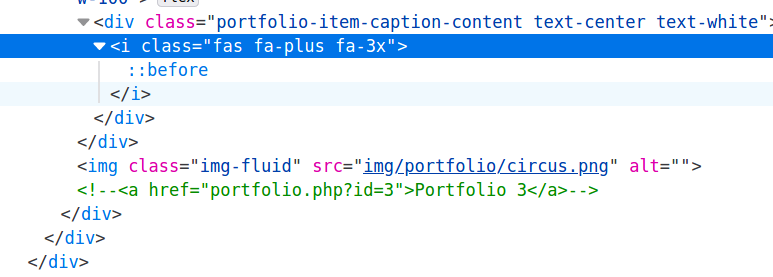 w-100"> flex
<div class="portfolio-item-caption-content text-center text-white">
<i class="fas fa-plus fa-3x">
::before
</i>
</div>
</div>
<img class="img-fluid" src="img/portfolio/circus.png" alt="">
<!--<a href="portfolio.php?id=3">Portfolio 3</a>-->
</div>
</div>
</div>